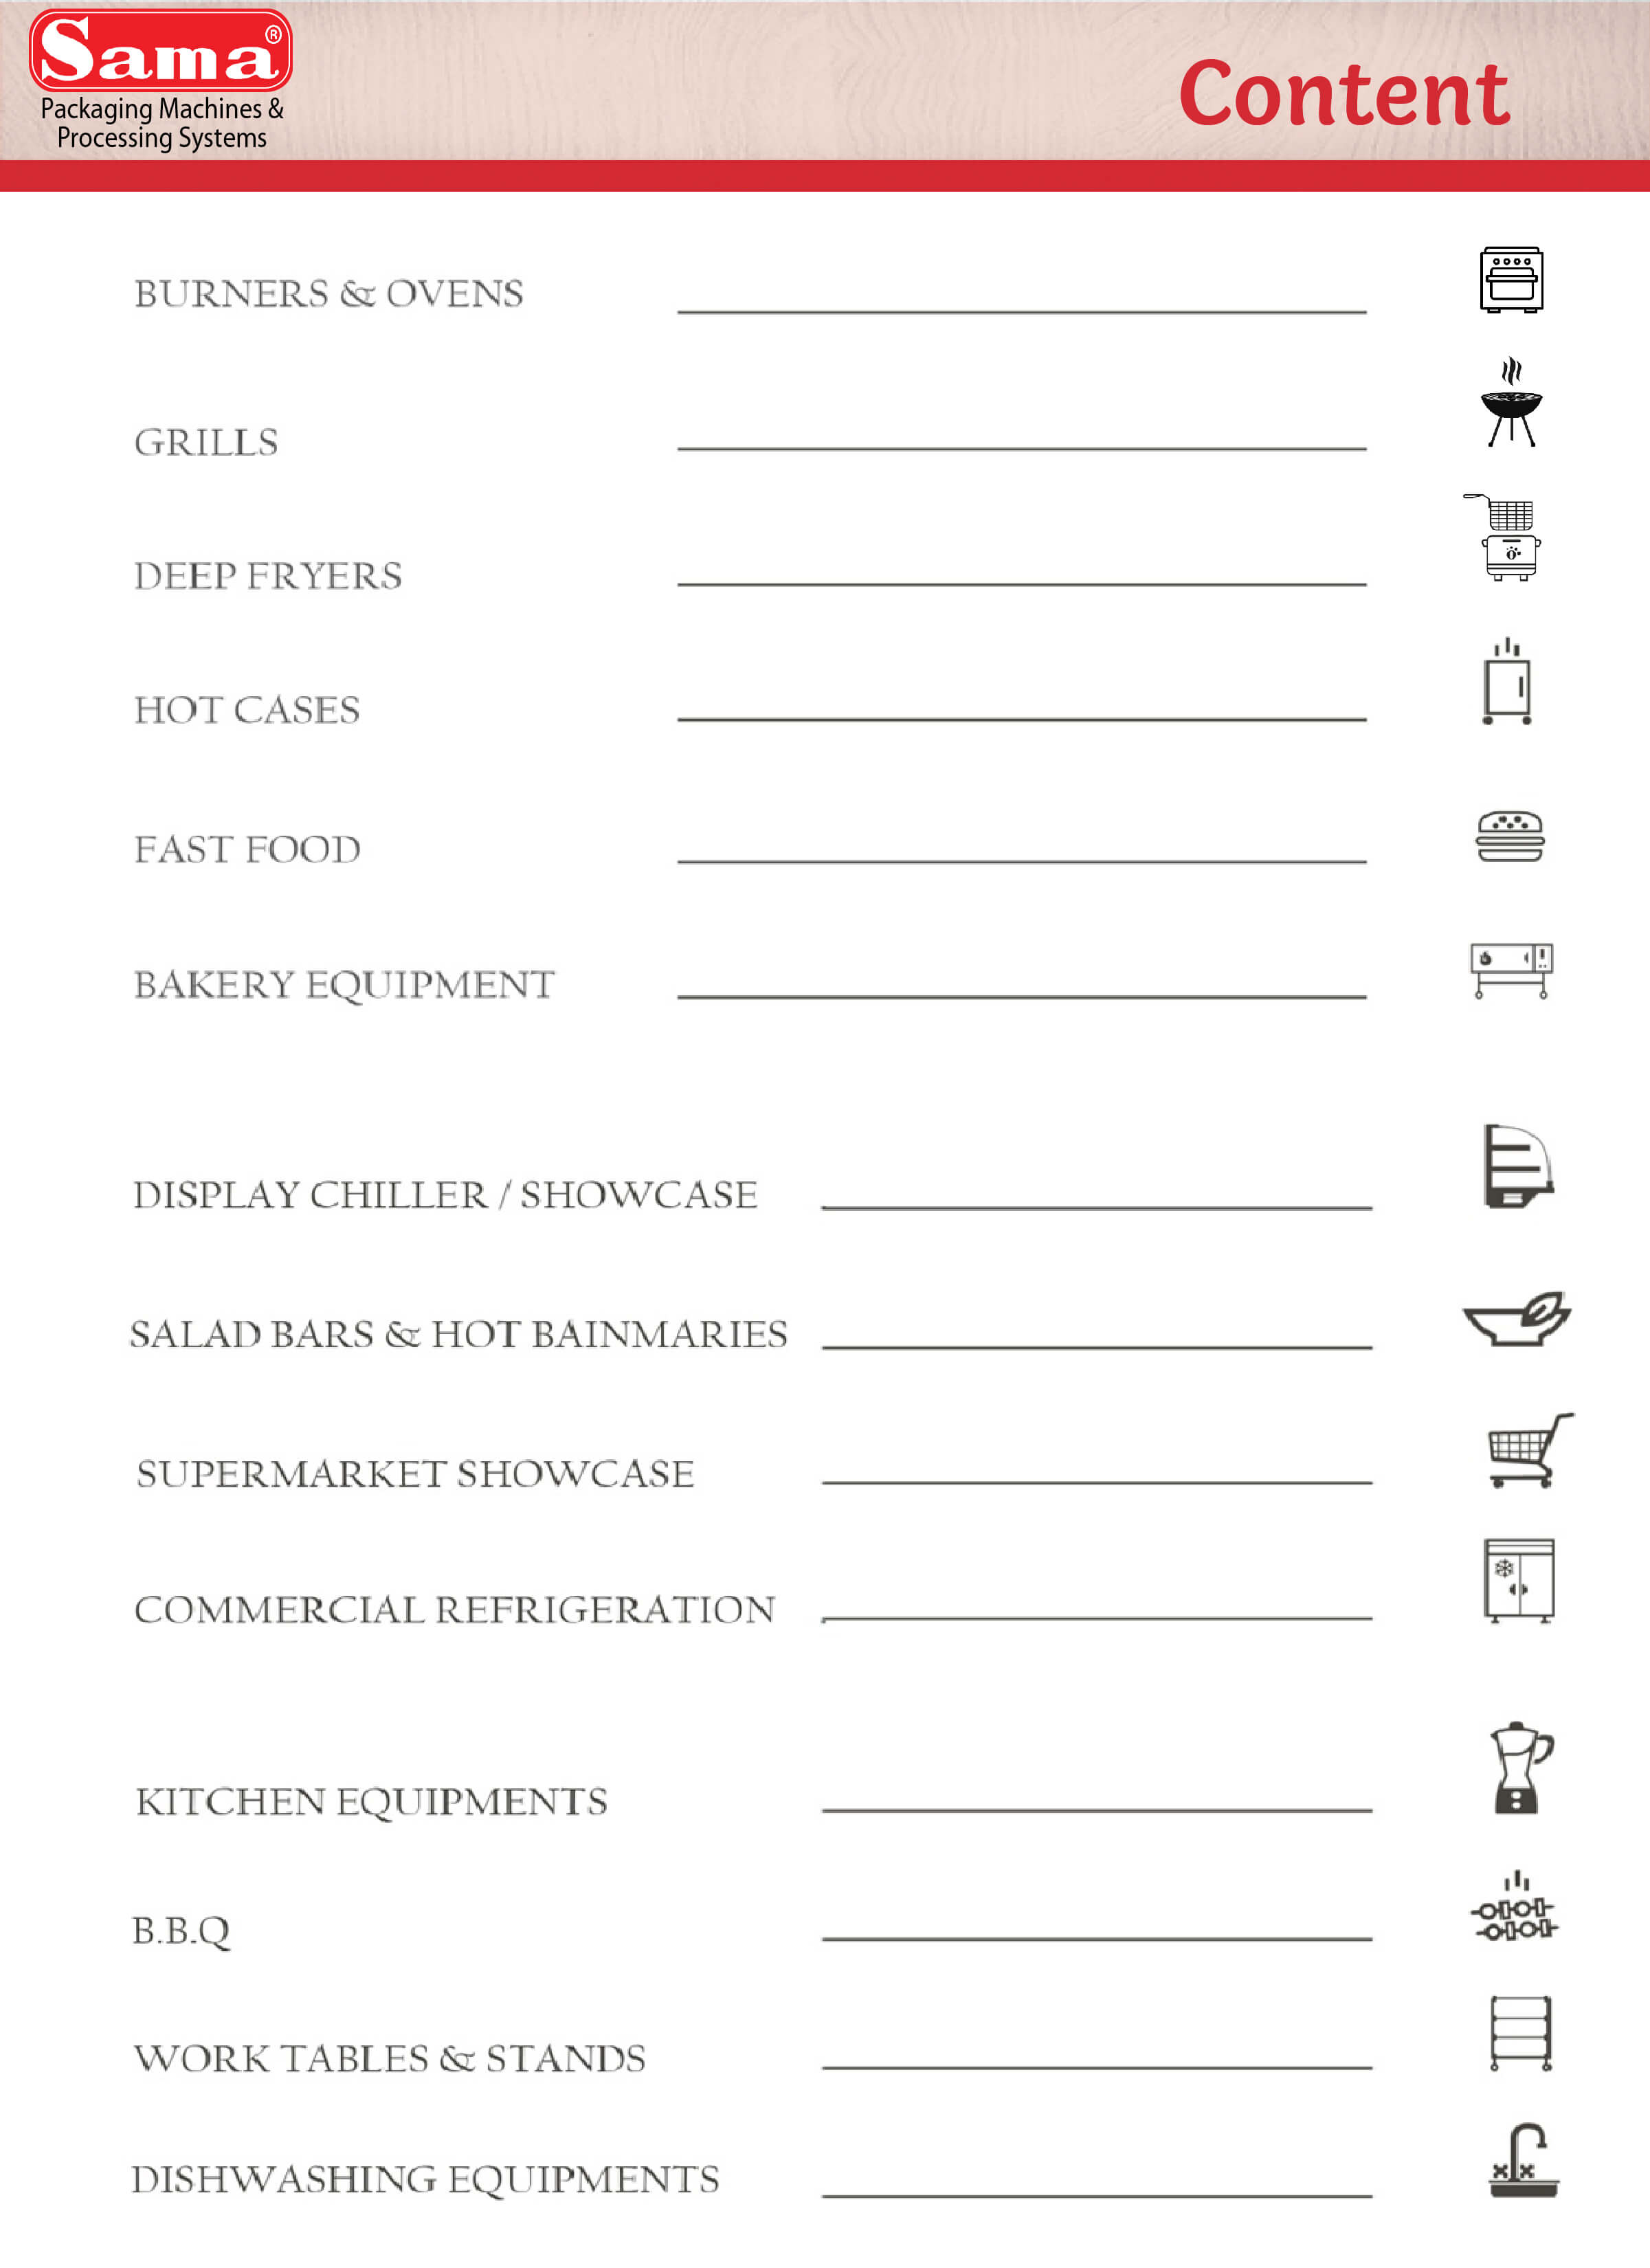 Sama®
Packaging Machines &
Processing Systems
Content
BURNERS & OVENS
GRILLS
DEEP FRYERS
HOT CASES
FAST FOOD
BAKERY EQUIPMENT
DISPLAY CHILLER / SHOWCASE
SALAD BARS & HOT BAINMARIES
SUPERMARKET SHOWCASE
COMMERCIAL REFRIGERATION
KITCHEN EQUIPMENTS
B.B.Q
WORK TABLES & STANDS
DISHWASHING EQUIPMENTS